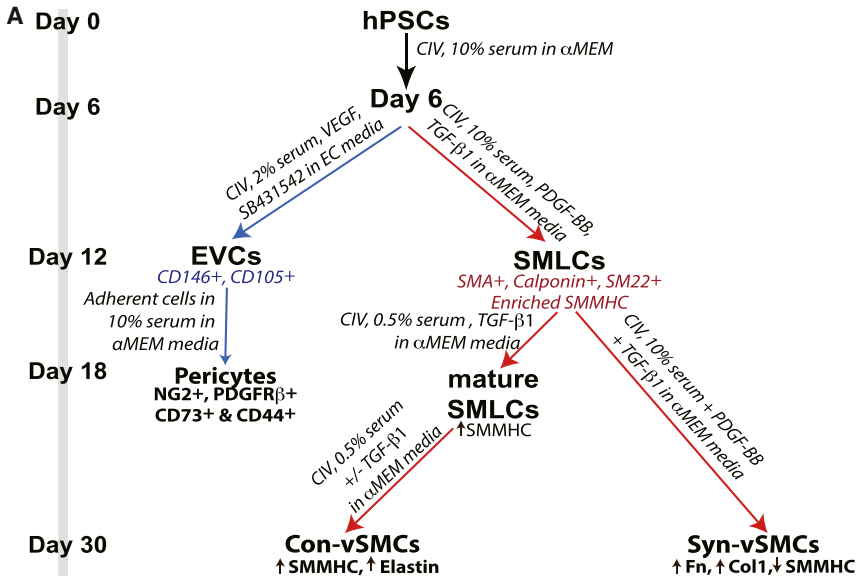 A
Day 0
hPSCs
CIV, 10% serum in αMEM
Day 6
Day 6
CIV, 2% serum, VEGF,
SB431542 in EC media
CIV, 10% serum, PDGF-BB,
TGF-β1 in αMEM media
Day 12
EVCs
CD146+, CD105+
SMLCs
SMA+, Calponin+, SM22+
Enriched SMMHC
Adherent cells in
10% serum in
αMEM media
CIV, 0.5% serum , TGF-β1
in αMEM media
CIV, 10% serum + PDGF-BB
+ TGF-β1 in αMEM media
Day 18
Pericytes
NG2+, PDGFRβ+
CD73+ & CD44+
mature
SMLCs
↑SMMHC
CIV, 0.5% serum
+/- TGF-β1
in αMEM media
Day 30
Con-vSMCs
↑SMMHC, ↑Elastin
Syn-vSMCs
↑Fn, ↑Col1,↓SMMHC